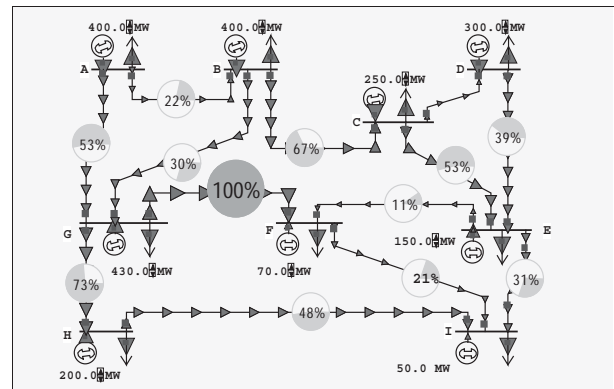 400.0 MW 400.0 MW 300.0 MW
A B D
250.0 MW
22% C
53% 67% 39%
30% 53%
100%
11%
G F E
430.0 MW 70.0 MW 150.0 MW
73% 21% 31%
48%
H I
200.0 MW 50.0 MW